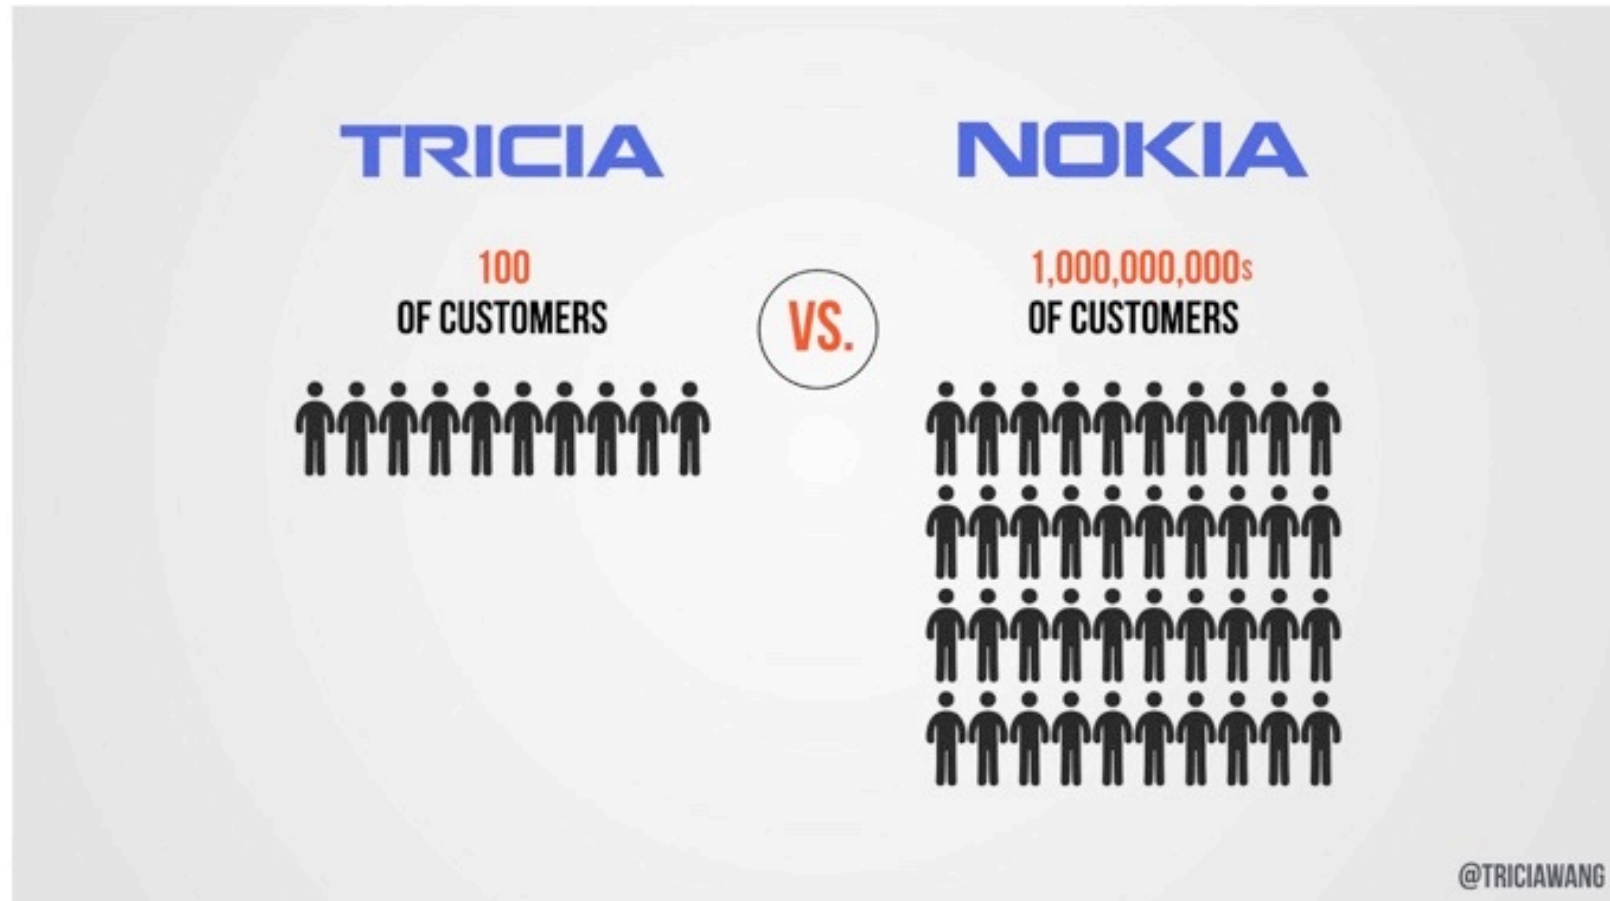 TRICIA
100
OF CUSTOMERS
VS.
NOKIA
1,000,000,000s
OF CUSTOMERS
@TRICIAWANG